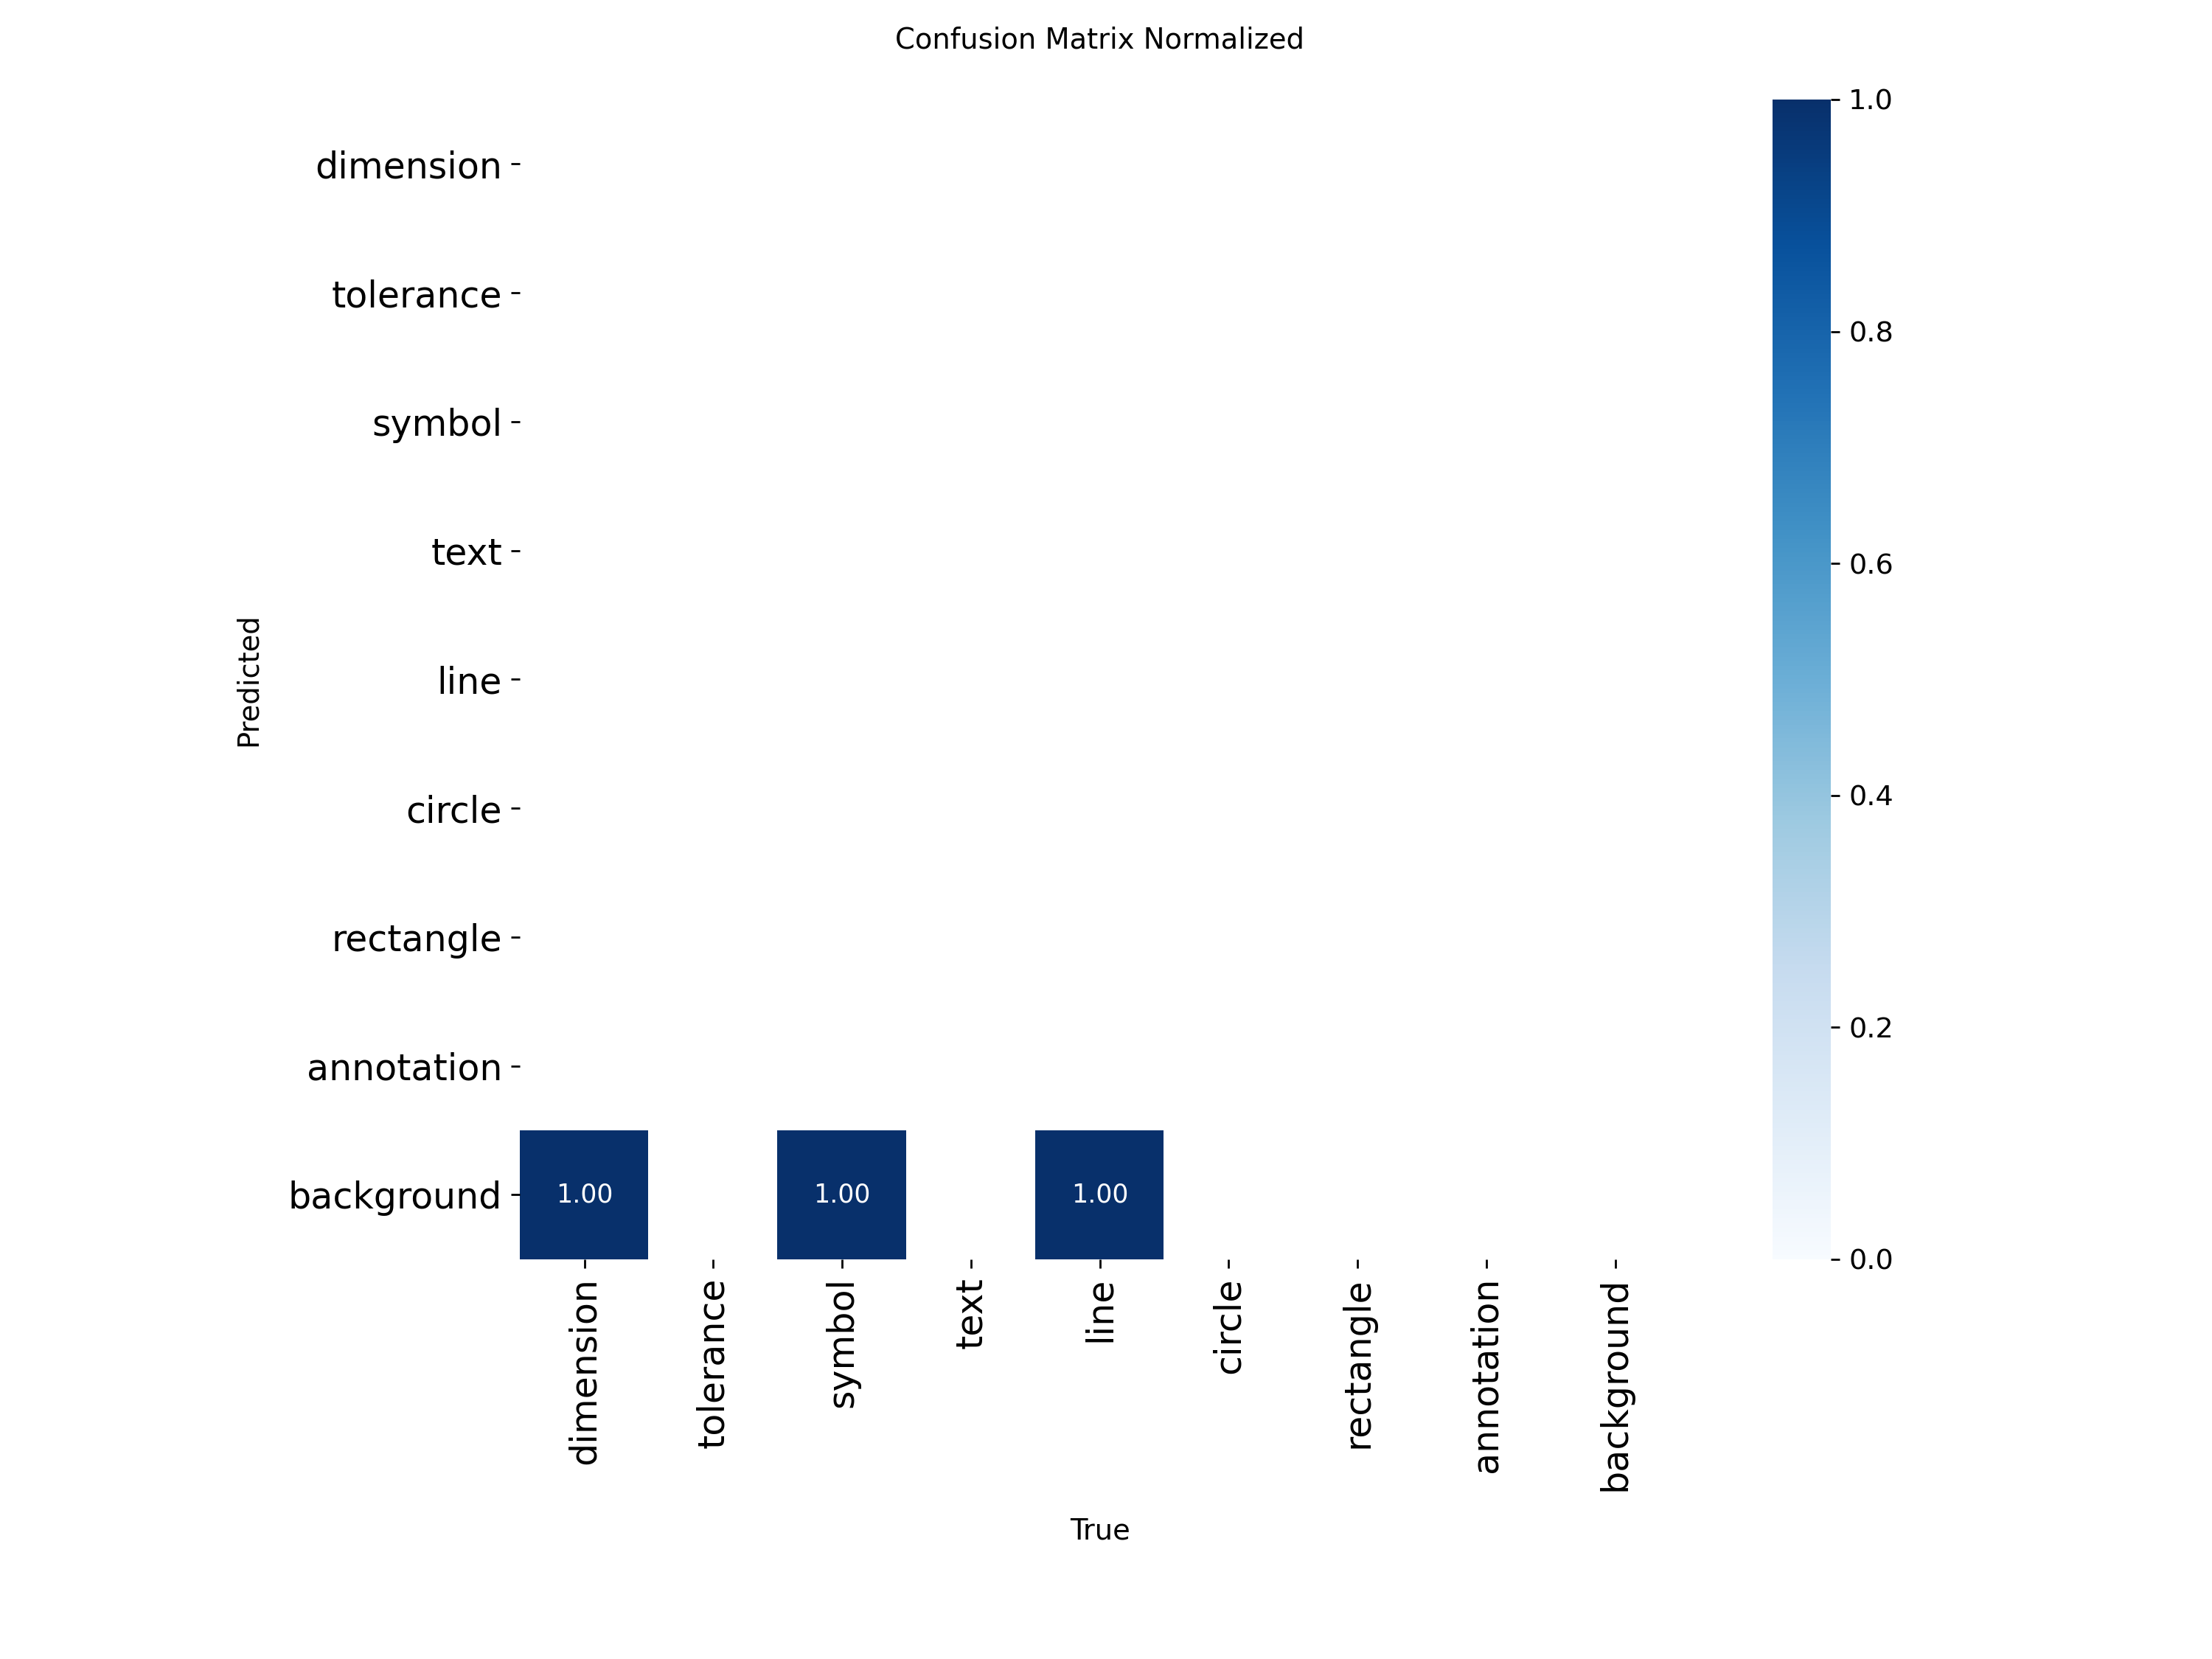 Confusion Matrix Normalized
dimension
tolerance
symbol
text
line
circle
rectangle
annotation
background
Predicted
1.00 1.00 1.00
dimension
tolerance
symbol
text
line
circle
rectangle
annotation
background
True
1.0
0.8
0.6
0.4
0.2
0.0